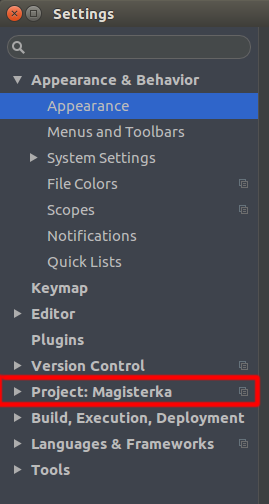 Settings
Appearance & Behavior
Appearance
Menus and Toolbars
System Settings
File Colors
Scopes
Notifications
Quick Lists
Keymap
Editor
Plugins
Version Control
Project: Magisterka
Build, Execution, Deployment
Languages & Frameworks
Tools